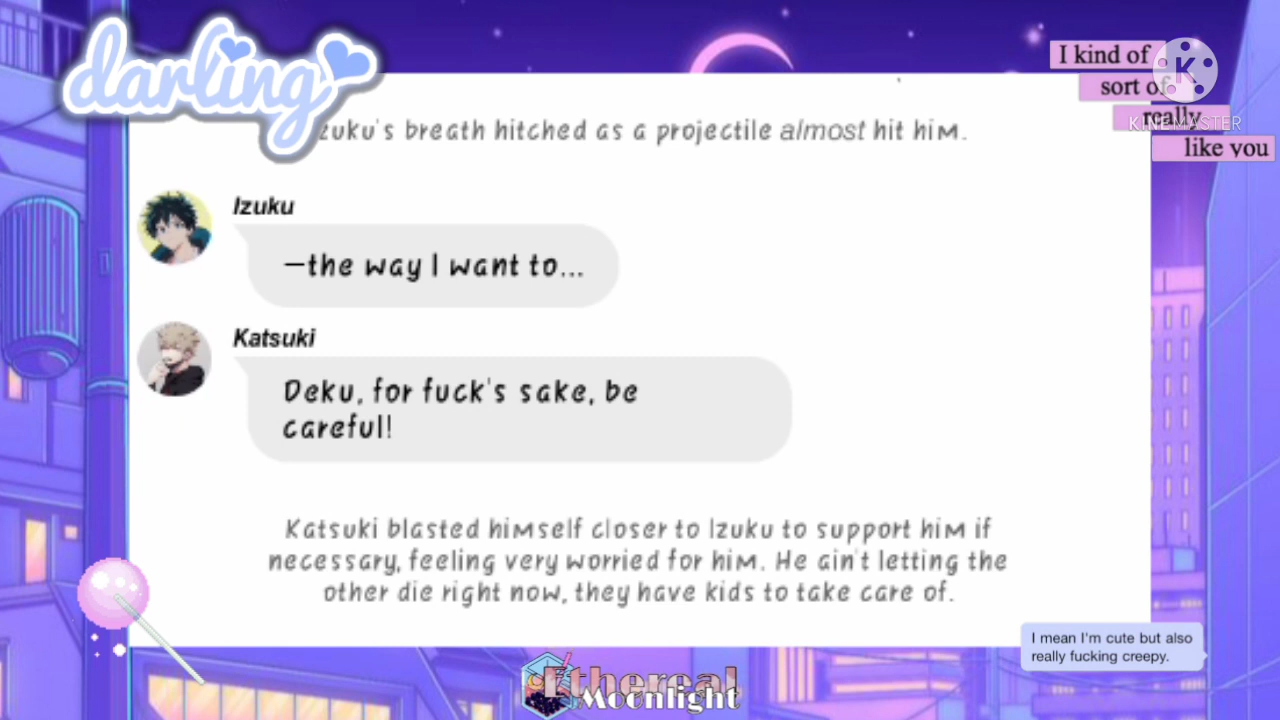 darling
I kind of
sort of
really
like you
KINEMASTER
zuku's breath hitched as a projectile almost hit him.
Izuku
—the way I want to...
Katsuki
Deku, for fuck's sake, be
careful!
Katsuki blasted himself closer to Izuku to support him if
necessary, feeling very worried for him. He ain't letting the
other die right now, they have kids to take care of.
I mean I'm cute but also
really fucking creepy.
Ethereal
Moonlight